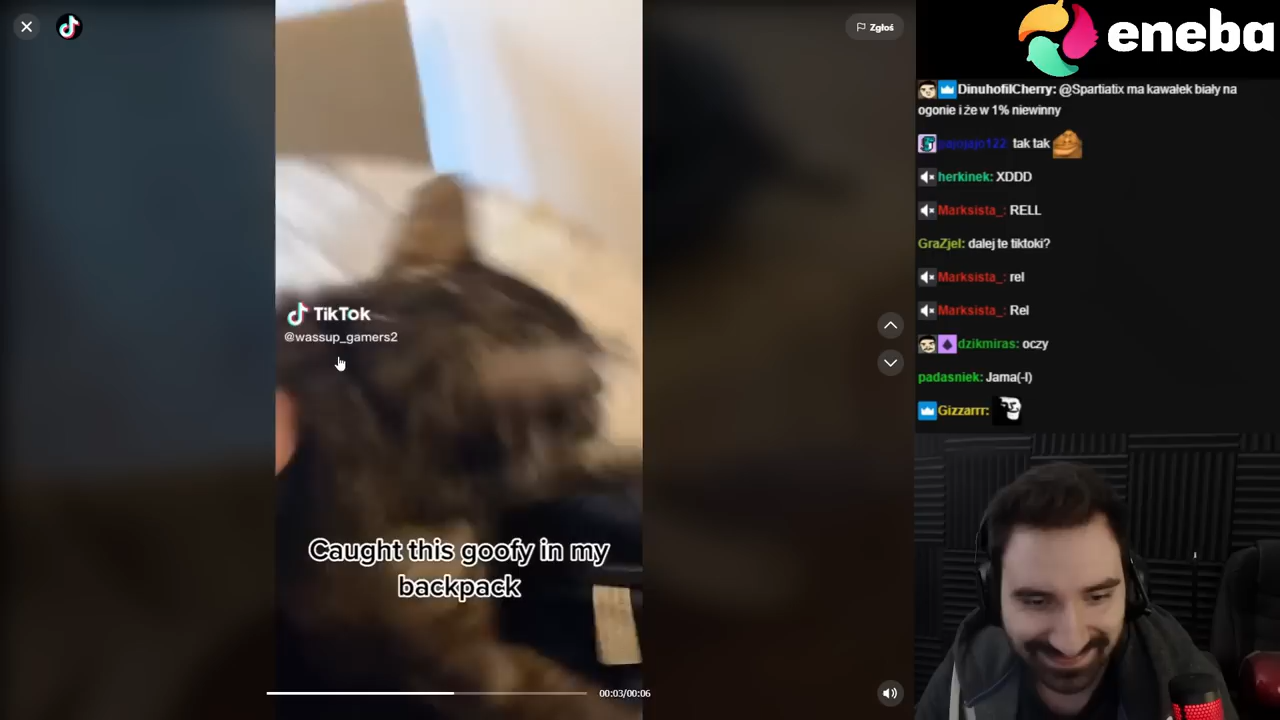 Zgłoś
TikTok
@wassup_gamers2
Caught this goofy in my
backpack
00:03/00:06
eneba
DinuhofilCherry: @Spartiatix ma kawałek biały na
ogonie i że w 1% niewinny
pajojajo122: tak tak
herkinek: XDDD
Marksista_: RELL
GraZjel: dalej te tiktoki?
Marksista_: rel
Marksista_: Rel
dzikmiras: oczy
padasniek: Jama(-I)
Gizzarrr: